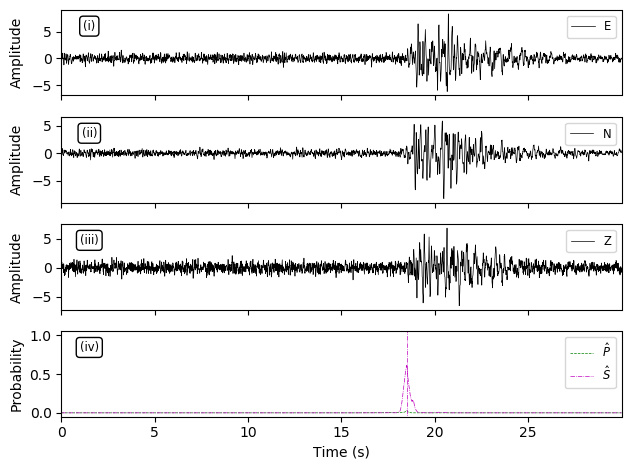 (i)
E
Amplitude
5
0
−5
(ii)
N
Amplitude
5
0
−5
(iii)
Z
Amplitude
5
0
−5
(iv)
P̂
Ŝ
Probability
1.0
0.5
0.0
0 5 10 15 20 25
Time (s)